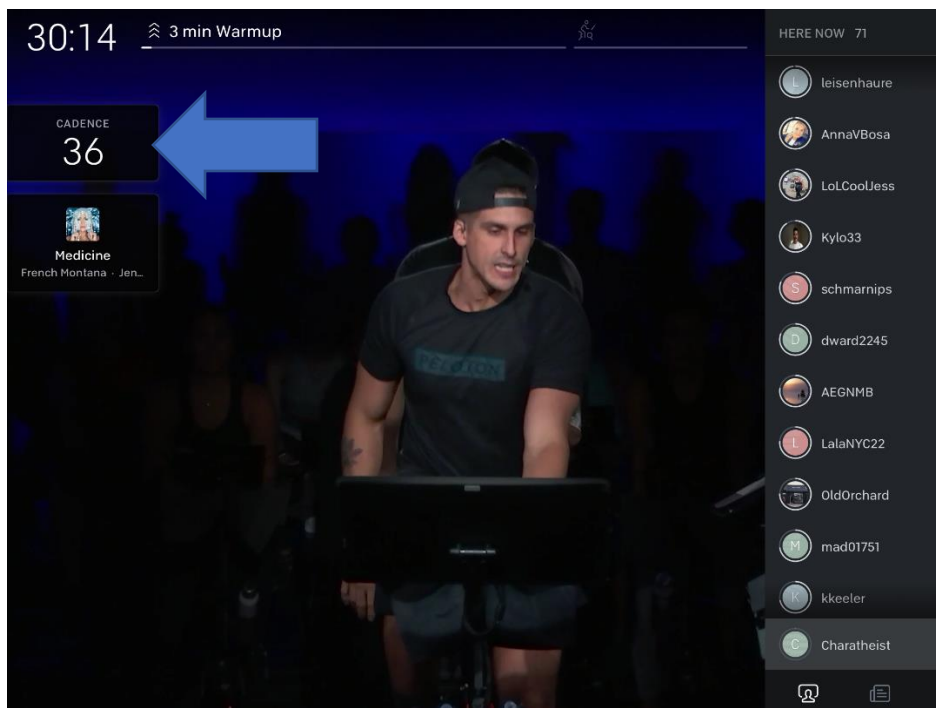 30:14
3 min Warmup
HERE NOW 71
CADENCE
36
Medicine
French Montana · Jen…
PELOTON
L leisenhaure
AnnaVBosa
LoLCoolJess
Kylo33
S schmarnips
D dward2245
AEGNMB
L LalaNYC22
OldOrchard
M mad01751
K kkeeler
C Charatheist